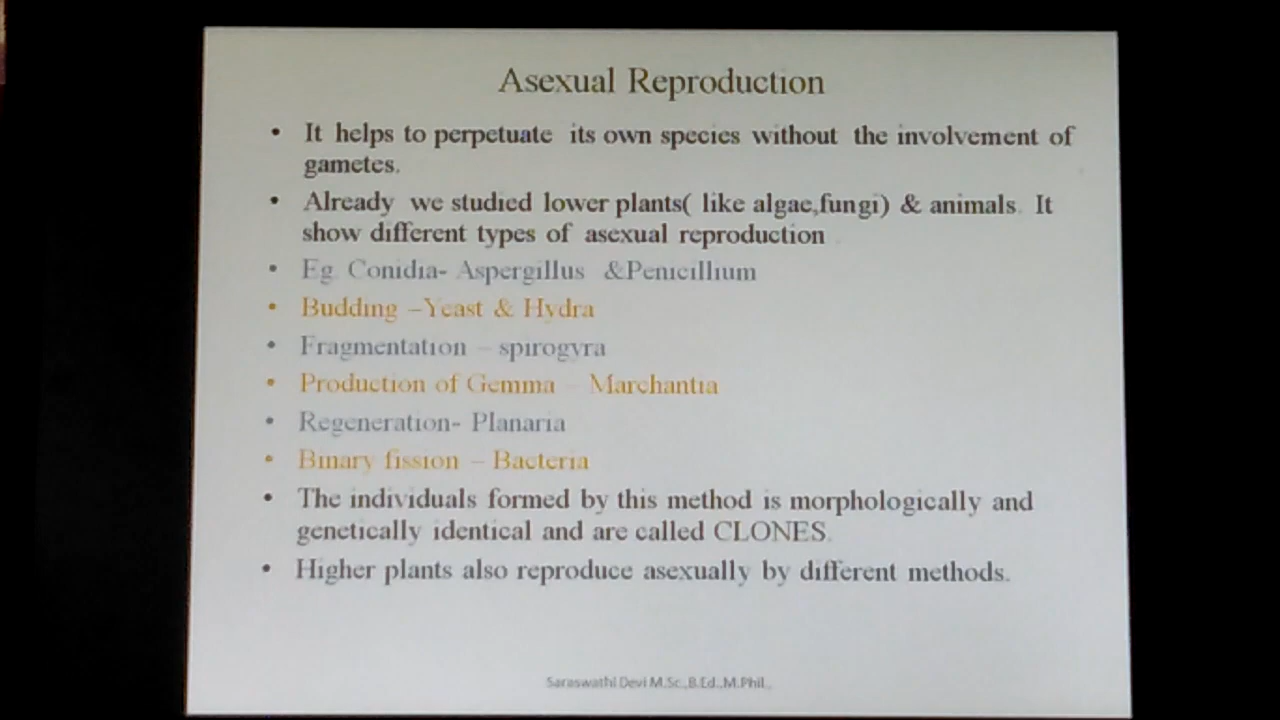 Asexual Reproduction
• It helps to perpetuate its own species without the involvement of
gametes.
• Already we studied lower plants( like algae,fungi) & animals. It
show different types of asexual reproduction
• Eg. Conidia- Aspergillus &Penicillium
• Budding –Yeast & Hydra
• Fragmentation – spirogyra
• Production of Gemma – Marchantia
• Regeneration- Planaria
• Binary fission – Bacteria
• The individuals formed by this method is morphologically and
genetically identical and are called CLONES.
• Higher plants also reproduce asexually by different methods.
Saraswathi Devi M.Sc.,B.Ed.,M.Phil.,